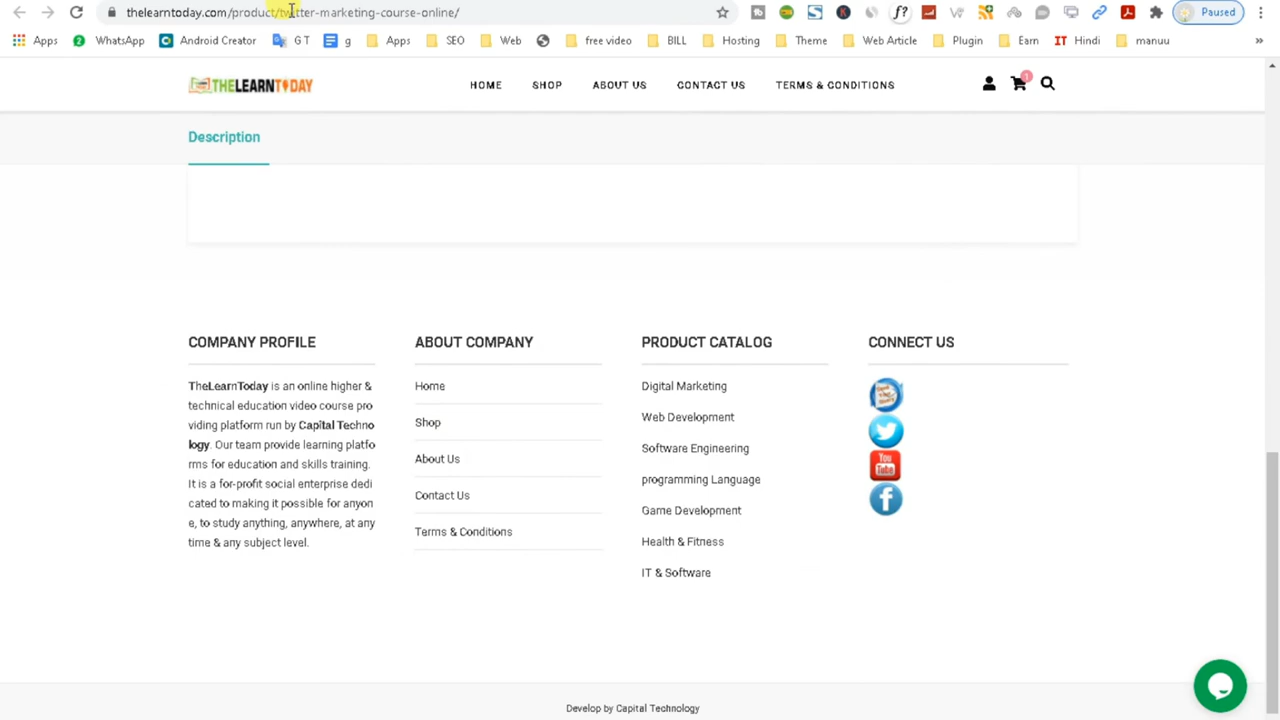 thelearntoday.com/product/twitter-marketing-course-online/
Paused
Apps WhatsApp Android Creator G T g Apps SEO Web free video BILL Hosting Theme Web Article Plugin Earn IT Hindi manuu »
THELEARNTODAY HOME SHOP ABOUT US CONTACT US TERMS & CONDITIONS 1
Description
COMPANY PROFILE
TheLearnToday is an online higher &
technical education video course pro
viding platform run by Capital Techno
logy. Our team provide learning platfo
rms for education and skills training.
It is a for-profit social enterprise dedi
cated to making it possible for anyon
e, to study anything, anywhere, at any
time & any subject level.
ABOUT COMPANY
Home
Shop
About Us
Contact Us
Terms & Conditions
PRODUCT CATALOG
Digital Marketing
Web Development
Software Engineering
programming Language
Game Development
Health & Fitness
IT & Software
CONNECT US
You
Tube
Develop by Capital Technology